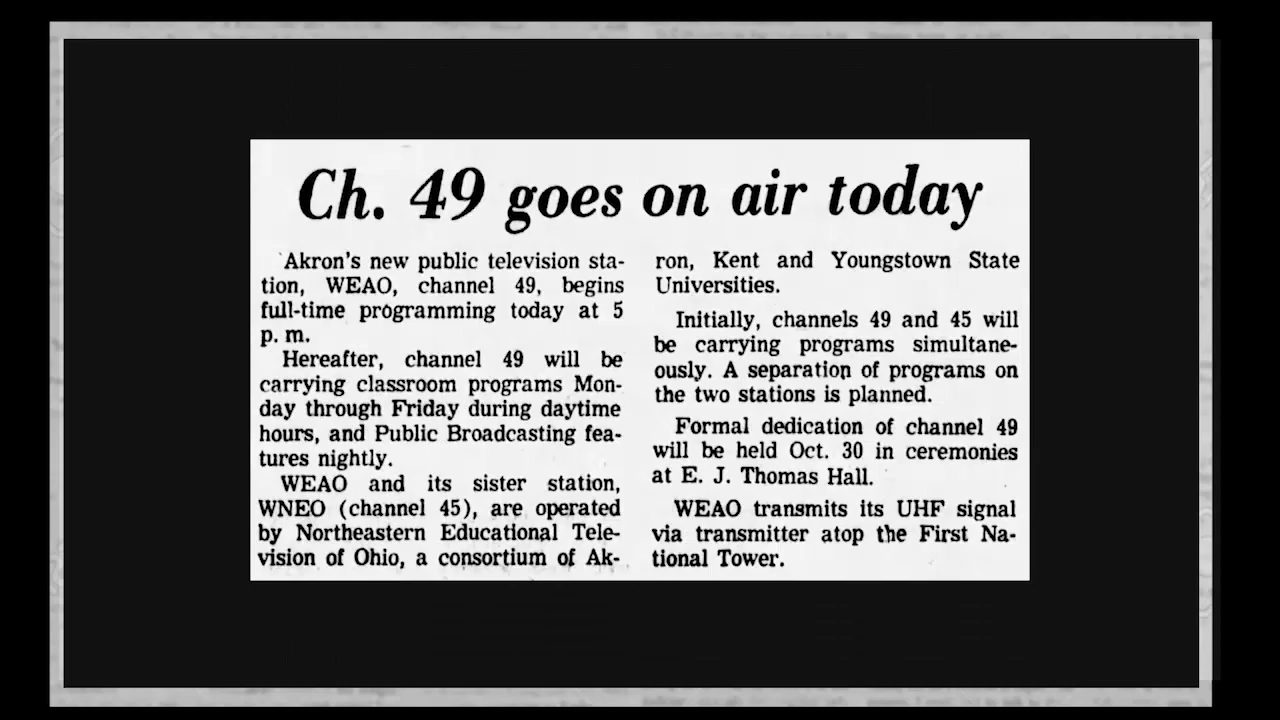 Ch. 49 goes on air today
Akron's new public television sta-
tion, WEAO, channel 49, begins
full-time programming today at 5
p. m.
Hereafter, channel 49 will be
carrying classroom programs Mon-
day through Friday during daytime
hours, and Public Broadcasting fea-
tures nightly.
WEAO and its sister station,
WNEO (channel 45), are operated
by Northeastern Educational Tele-
vision of Ohio, a consortium of Ak-
ron, Kent and Youngstown State
Universities.
Initially, channels 49 and 45 will
be carrying programs simultane-
ously. A separation of programs on
the two stations is planned.
Formal dedication of channel 49
will be held Oct. 30 in ceremonies
at E. J. Thomas Hall.
WEAO transmits its UHF signal
via transmitter atop the First Na-
tional Tower.